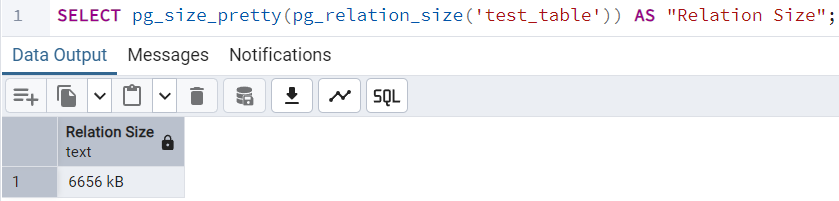 1 SELECT pg_size_pretty(pg_relation_size('test_table')) AS "Relation Size";
Data Output Messages Notifications
SQL
Relation Size
text
1 6656 kB